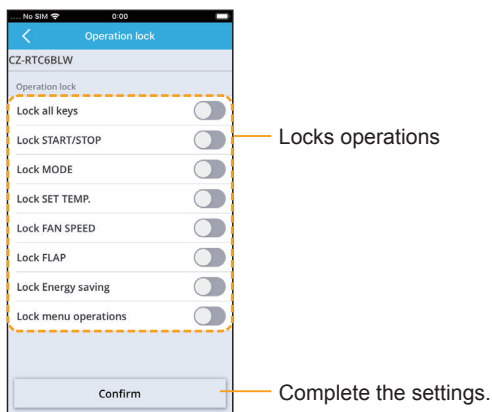 .... No SIM 0:00
Operation lock
CZ-RTC6BLW
Operation lock
Lock all keys
Lock START/STOP
Locks operations
Lock MODE
Lock SET TEMP.
Lock FAN SPEED
Lock FLAP
Lock Energy saving
Lock menu operations
Confirm
Complete the settings.